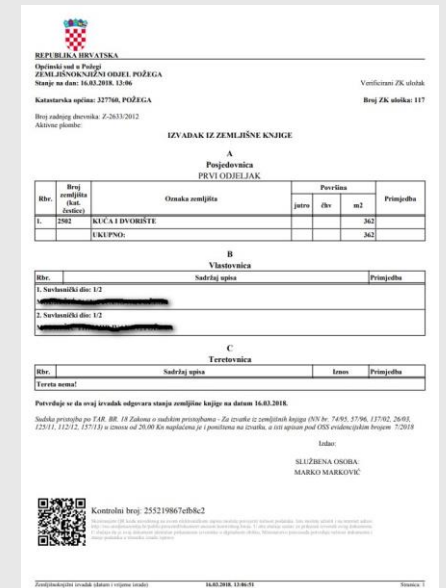 REPUBLIKA HRVATSKA
Općinski sud u Požegi
ZEMLJIŠNOKNJIŽNI ODJEL POŽEGA
Stanje na dan: 16.03.2018. 13:06
Verificirani ZK uložak
Katastarska općina: 327760, POŽEGA
Broj ZK uloška: 117
Broj zadnjeg dnevnika: Z-2633/2012
Aktivne plombe:
IZVADAK IZ ZEMLJIŠNE KNJIGE
A
Posjedovnica
PRVI ODJELJAK
Rbr. Broj zemljišta (kat. čestice) Oznaka zemljišta Površina jutro čhv m2 Primjedba
1. 2502 KUĆA I DVORIŠTE 362
UKUPNO: 362
B
Vlastovnica
Rbr. Sadržaj upisa Primjedba
1. Suvlasnički dio: 1/2
2. Suvlasnički dio: 1/2
C
Teretovnica
Rbr. Sadržaj upisa Iznos Primjedba
Tereta nema!
Potvrđuje se da ovaj izvadak odgovara stanju zemljišne knjige na datum 16.03.2018.
Sudska pristojba po TAR. BR. 18 Zakona o sudskim pristojbama - Za izvatke iz zemljišnih knjiga (NN br. 74/95, 57/96, 137/02, 26/03,
125/11, 112/12, 157/13) u iznosu od 20,00 Kn naplaćena je i poništena na izvatku, a isti upisan pod OSS evidencijskim brojem 7/2018
Izdao:
SLUŽBENA OSOBA:
MARKO MARKOVIĆ
Kontrolni broj: 255219867efb8c2
Zemljišnoknjižni izvadak (datum i vrijeme izrade) 16.03.2018. 13:06:51 Stranica: 1